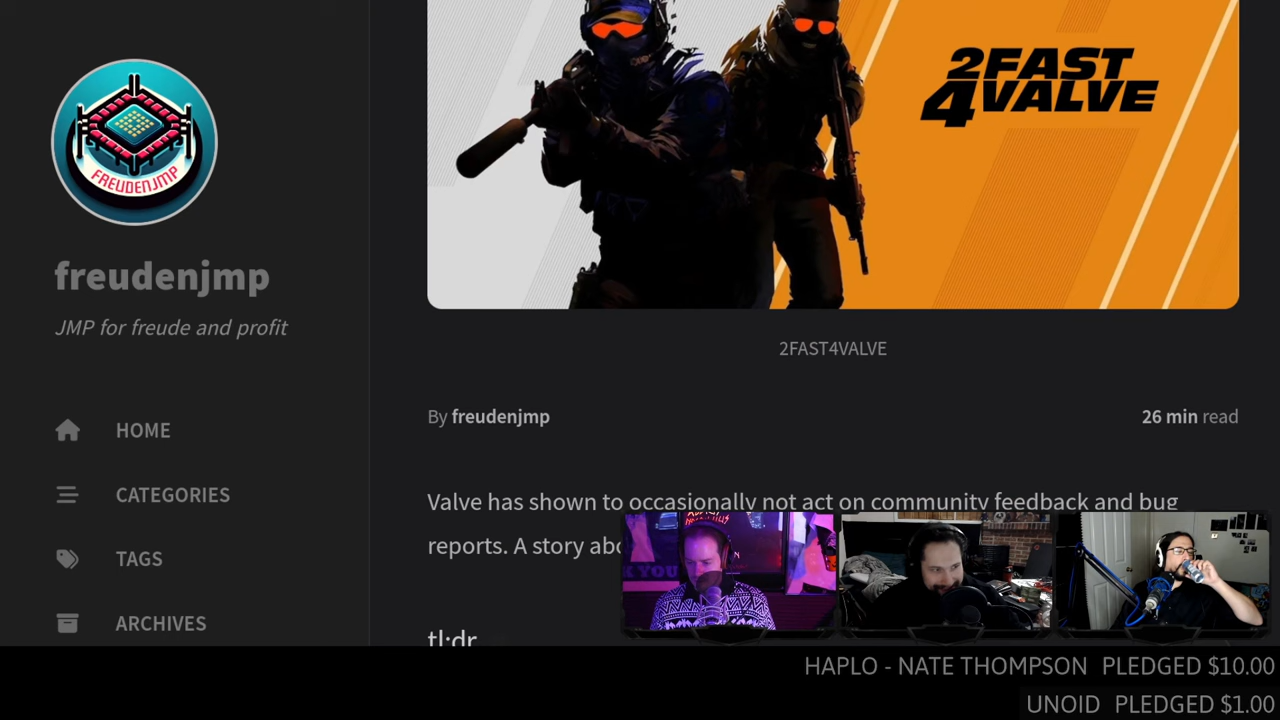 2FAST
4VALVE
FREUDENJMP
freudenjmp
JMP for freude and profit
HOME
CATEGORIES
TAGS
ARCHIVES
2FAST4VALVE
By freudenjmp
26 min read
Valve has shown to occasionally not act on community feedback and bug
reports. A story
tl;dr
K YOU
HAPLO - NATE THOMPSON PLEDGED $10.00
UNOID PLEDGED $1.00